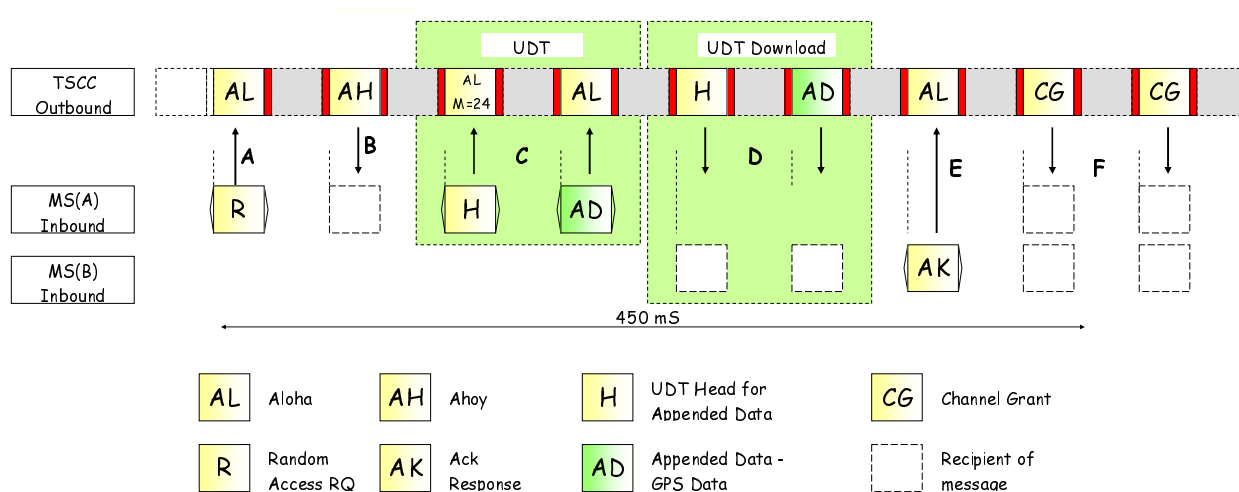 UDT
UDT Download
TSCC
Outbound
AL
AH
AL
M=24
AL
H
AD
AL
CG
CG
A
B
C
D
E
F
MS(A)
Inbound
R
H
AD
MS(B)
Inbound
AK
450 mS
AL
Aloha
AH
Ahoy
H
UDT Head for
Appended Data
CG
Channel Grant
R
Random
Access RQ
AK
Ack
Response
AD
Appended Data -
GPS Data
Recipient of
message